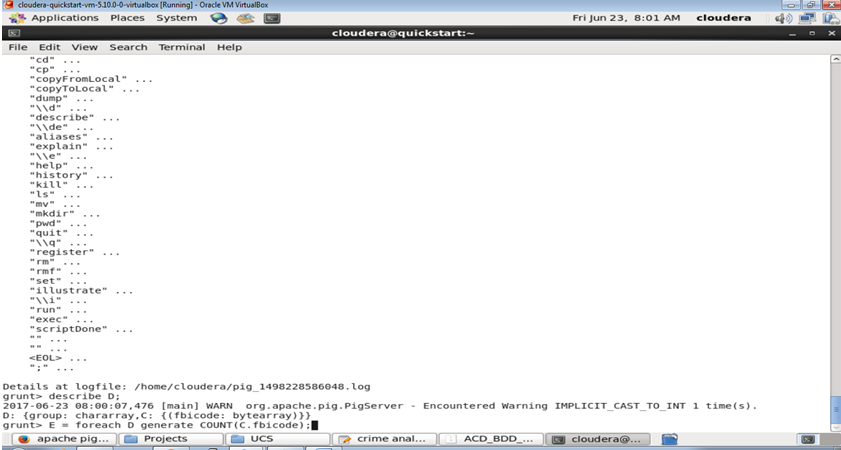 cloudera-quickstart-vm-5.10.0-0-virtualbox [Running] - Oracle VM VirtualBox
Applications Places System Fri Jun 23, 8:01 AM cloudera
cloudera@quickstart:~
File Edit View Search Terminal Help
"cd" ...
"cp" ...
"copyFromLocal" ...
"copyToLocal" ...
"dump" ...
"\\d" ...
"describe" ...
"\\de" ...
"aliases" ...
"explain" ...
"\\e" ...
"help" ...
"history" ...
"kill" ...
"ls" ...
"mv" ...
"mkdir" ...
"pwd" ...
"quit" ...
"\\q" ...
"register" ...
"rm" ...
"rmf" ...
"set" ...
"illustrate" ...
"\\i" ...
"run" ...
"exec" ...
"scriptDone" ...
"" ...
"" ...
<EOL> ...
";" ...
Details at logfile: /home/cloudera/pig_1498228586048.log
grunt> describe D;
2017-06-23 08:00:07,476 [main] WARN  org.apache.pig.PigServer - Encountered Warning IMPLICIT_CAST_TO_INT 1 time(s).
D: {group: chararray,C: {(fbicode: bytearray)}}
grunt> E = foreach D generate COUNT(C.fbicode);
apache pig... Projects UCS crime anal... ACD_BDD_... cloudera@...